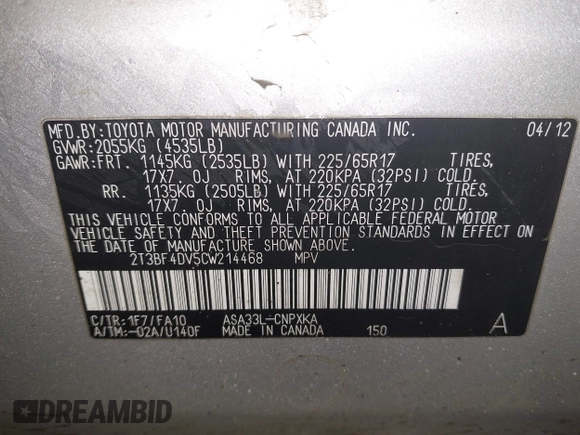 MFD.BY:TOYOTA MOTOR MANUFACTURING CANADA INC. 04/12
GVWR:2055KG (4535LB)
GAWR:FRT. 1145KG (2535LB) WITH 225/65R17 TIRES,
17X7. 0J RIMS, AT 220KPA (32PSI) COLD.
RR. 1135KG (2505LB) WITH 225/65R17 TIRES,
17X7. 0J RIMS, AT 220KPA (32PSI) COLD.
THIS VEHICLE CONFORMS TO ALL APPLICABLE FEDERAL MOTOR
VEHICLE SAFETY AND THEFT PREVENTION STANDARDS IN EFFECT ON
THE DATE OF MANUFACTURE SHOWN ABOVE.
2T3BF4DV5CW214468 MPV
C/TR:1F7/FA10 ASA33L-CNPXKA
A/TM:-02A/U140F MADE IN CANADA 150 A
DREAMBID